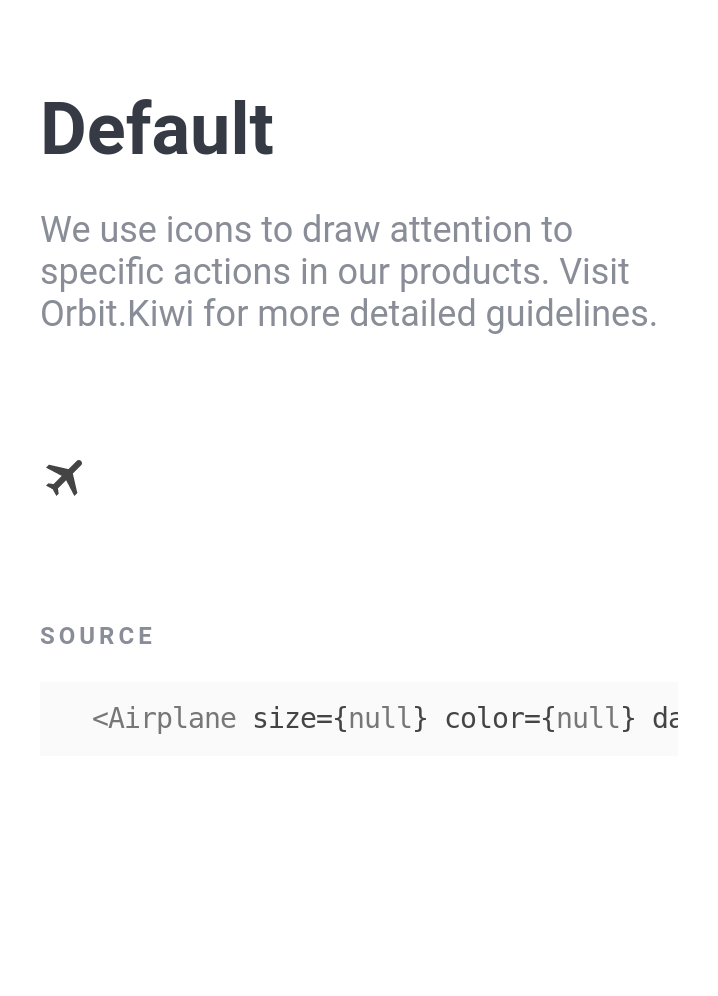 Default
We use icons to draw attention to
specific actions in our products. Visit
Orbit.Kiwi for more detailed guidelines.
SOURCE
<Airplane size={null} color={null} da